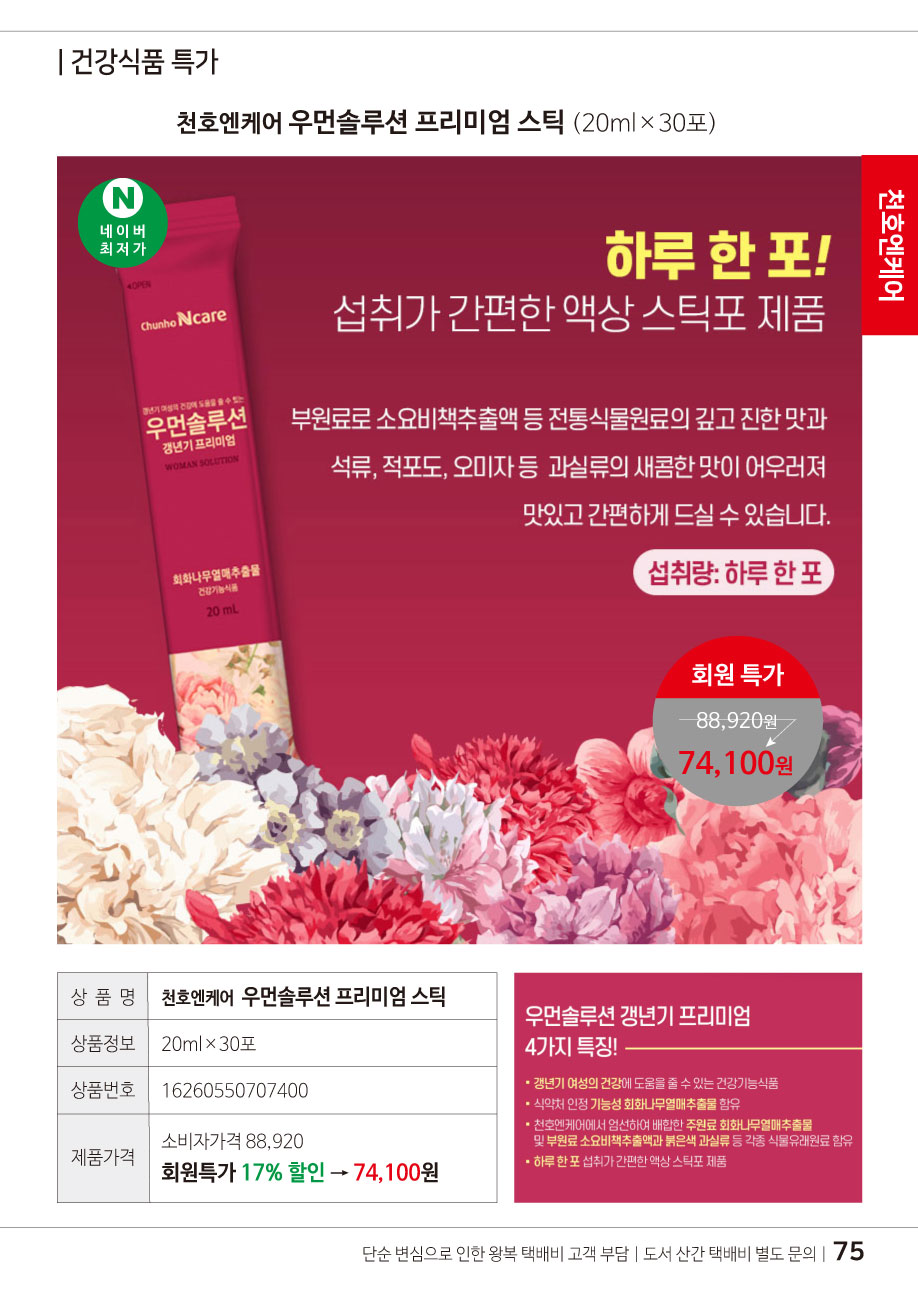 | 건강식품 특가
천호엔케어 우먼솔루션 프리미엄 스틱 (20ml×30포)
천호엔케어
N
네이버
최저가
◂OPEN
Chunho Ncare
갱년기 여성의 건강에 도움을 줄 수 있는
우먼솔루션
갱년기 프리미엄
WOMAN SOLUTION
회화나무열매추출물
건강기능식품
20 mL
하루 한 포!
섭취가 간편한 액상 스틱포 제품
부원료로 소요비책추출액 등 전통식물원료의 깊고 진한 맛과
석류, 적포도, 오미자 등 과실류의 새콤한 맛이 어우러져
맛있고 간편하게 드실 수 있습니다.
섭취량: 하루 한 포
회원 특가
88,920원
74,100원
상 품 명 천호엔케어 우먼솔루션 프리미엄 스틱
상품정보 20ml×30포
상품번호 16260550707400
제품가격 소비자가격 88,920
회원특가 17% 할인 → 74,100원
우먼솔루션 갱년기 프리미엄
4가지 특징!
• 갱년기 여성의 건강에 도움을 줄 수 있는 건강기능식품
• 식약처 인정 기능성 회화나무열매추출물 함유
• 천호엔케어에서 엄선하여 배합한 주원료 회화나무열매추출물
및 부원료 소요비책추출액과 붉은색 과실류 등 각종 식물유래원료 함유
• 하루 한 포 섭취가 간편한 액상 스틱포 제품
단순 변심으로 인한 왕복 택배비 고객 부담 | 도서 산간 택배비 별도 문의 | 75